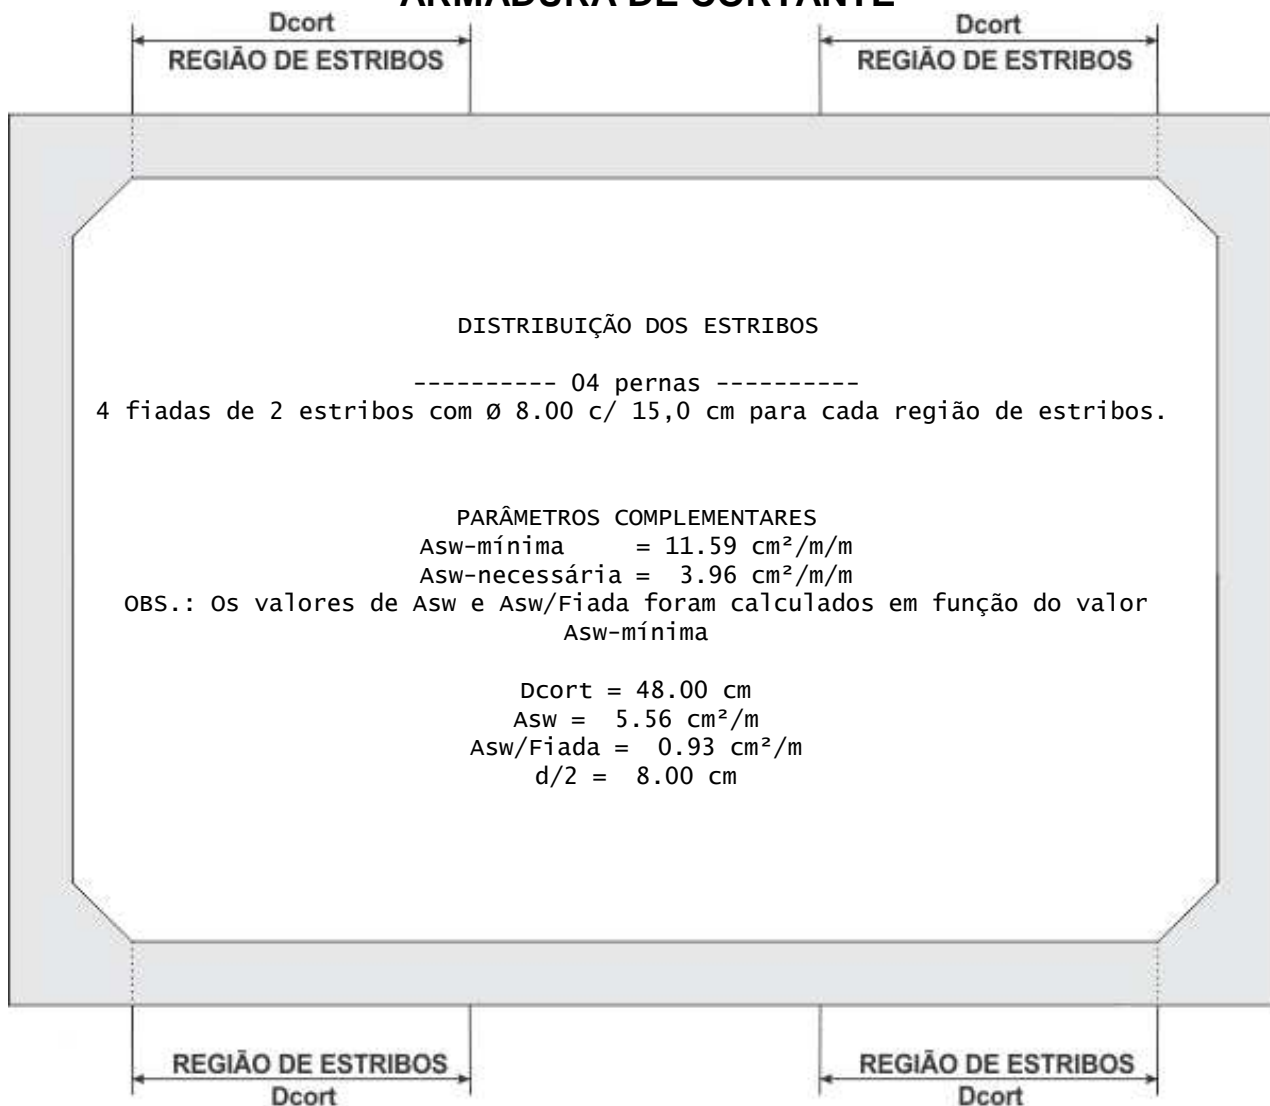 ARMADURA DE CORTANTE
Dcort
Dcort
REGIÃO DE ESTRIBOS
REGIÃO DE ESTRIBOS
DISTRIBUIÇÃO DOS ESTRIBOS
---------- 04 pernas ----------
4 fiadas de 2 estribos com Ø 8.00 c/ 15,0 cm para cada região de estribos.
PARÂMETROS COMPLEMENTARES
Asw-mínima = 11.59 cm²/m/m
Asw-necessária = 3.96 cm²/m/m
OBS.: Os valores de Asw e Asw/Fiada foram calculados em função do valor
Asw-mínima
Dcort = 48.00 cm
Asw = 5.56 cm²/m
Asw/Fiada = 0.93 cm²/m
d/2 = 8.00 cm
REGIÃO DE ESTRIBOS
REGIÃO DE ESTRIBOS
Dcort
Dcort